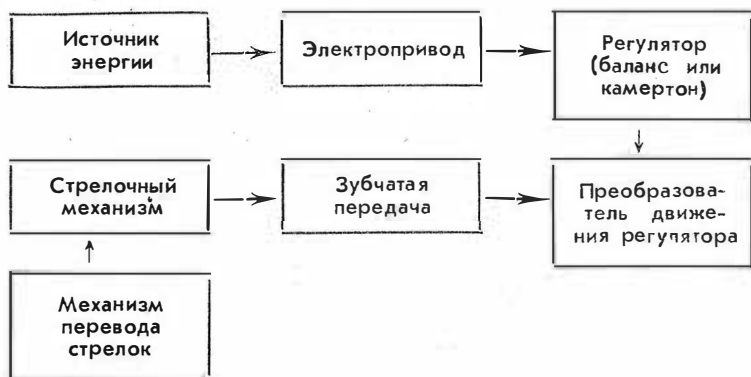 Источник
энергии
Электропривод
Регулятор
(баланс или
камертон)
Стрелочный
механизм
Зубчатая
передача
Преобразова-
тель движе-
ния регулятора
Механизм
перевода
стрелок